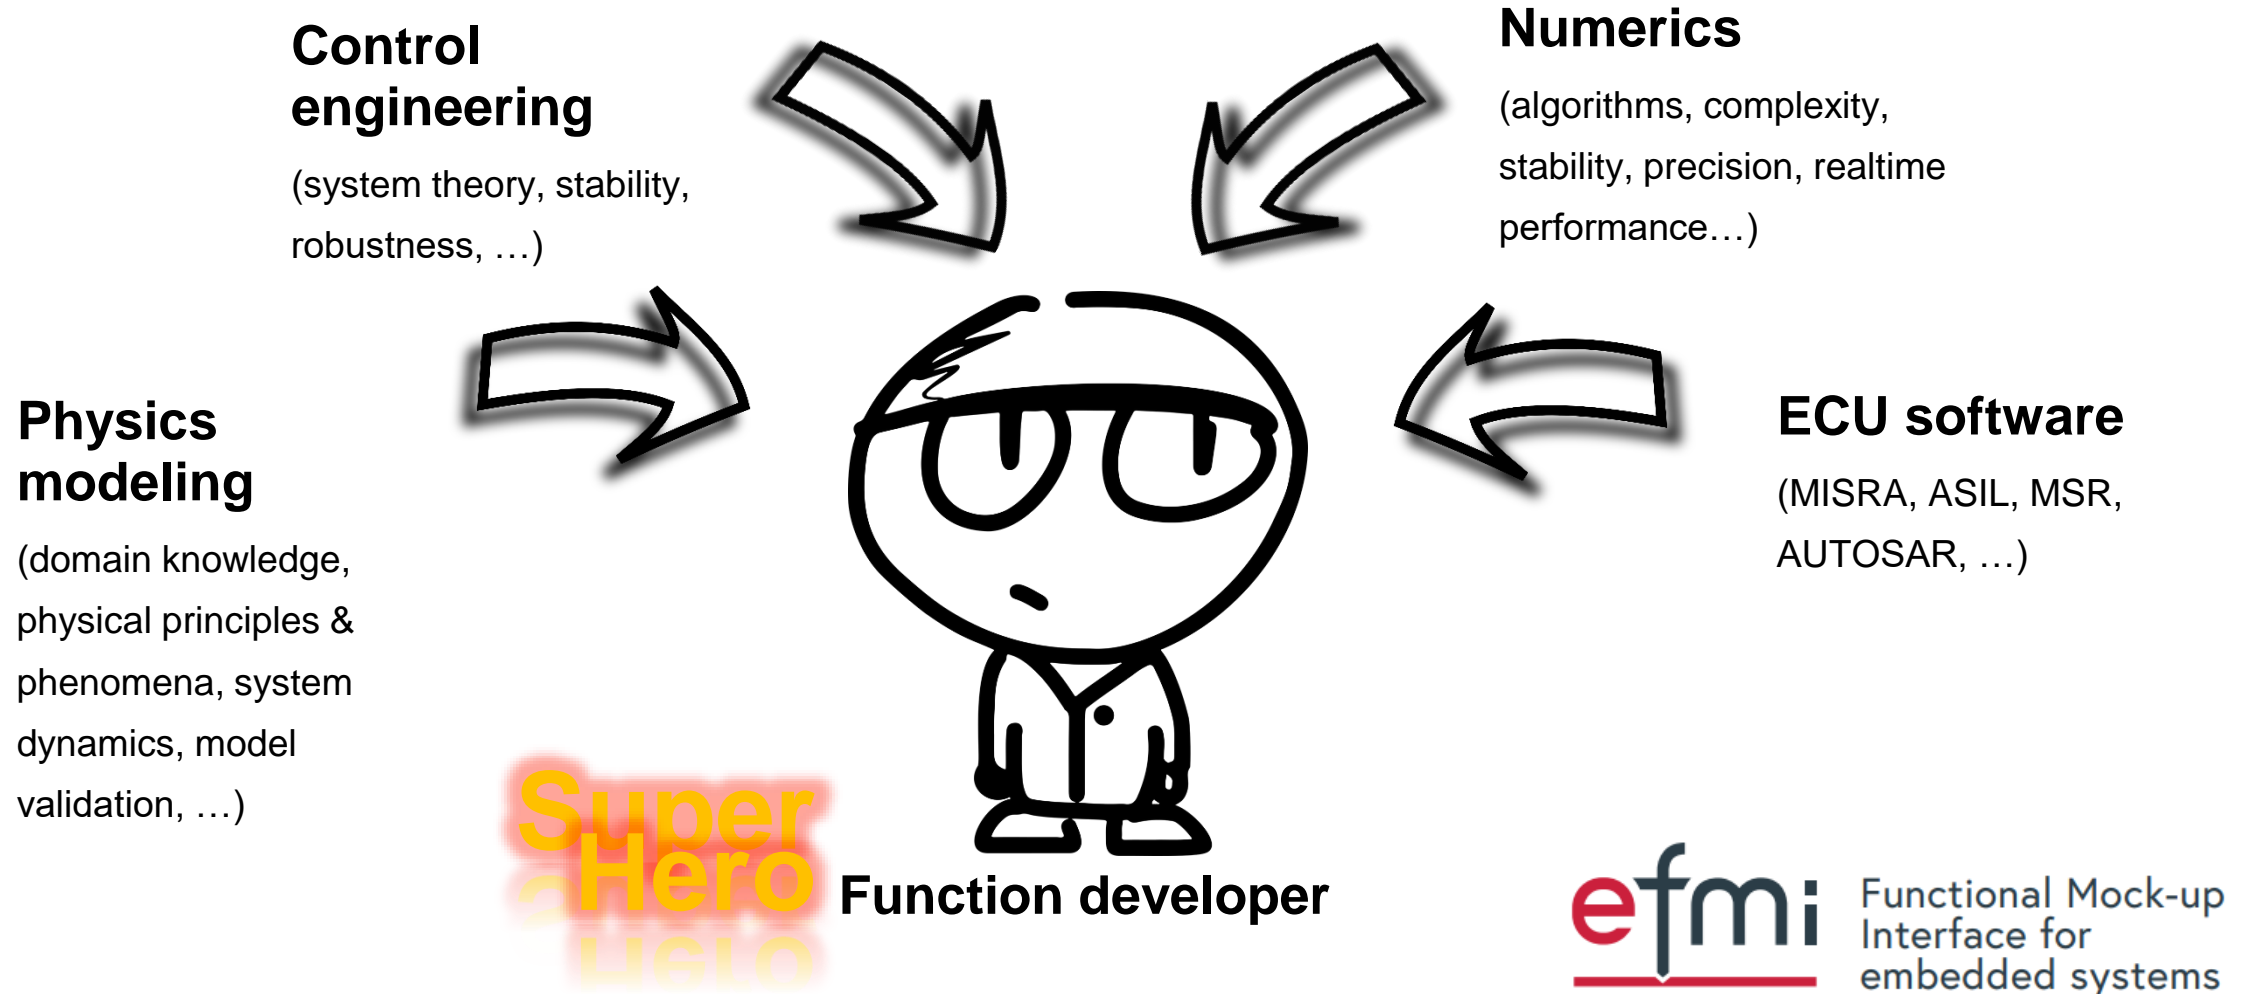 Control
engineering
(system theory, stability,
robustness, …)
Numerics
(algorithms, complexity,
stability, precision, realtime
performance…)
Physics
modeling
(domain knowledge,
physical principles &
phenomena, system
dynamics, model
validation, …)
ECU software
(MISRA, ASIL, MSR,
AUTOSAR, …)
Super
Hero
Function developer
efmi
Functional Mock-up
Interface for
embedded systems